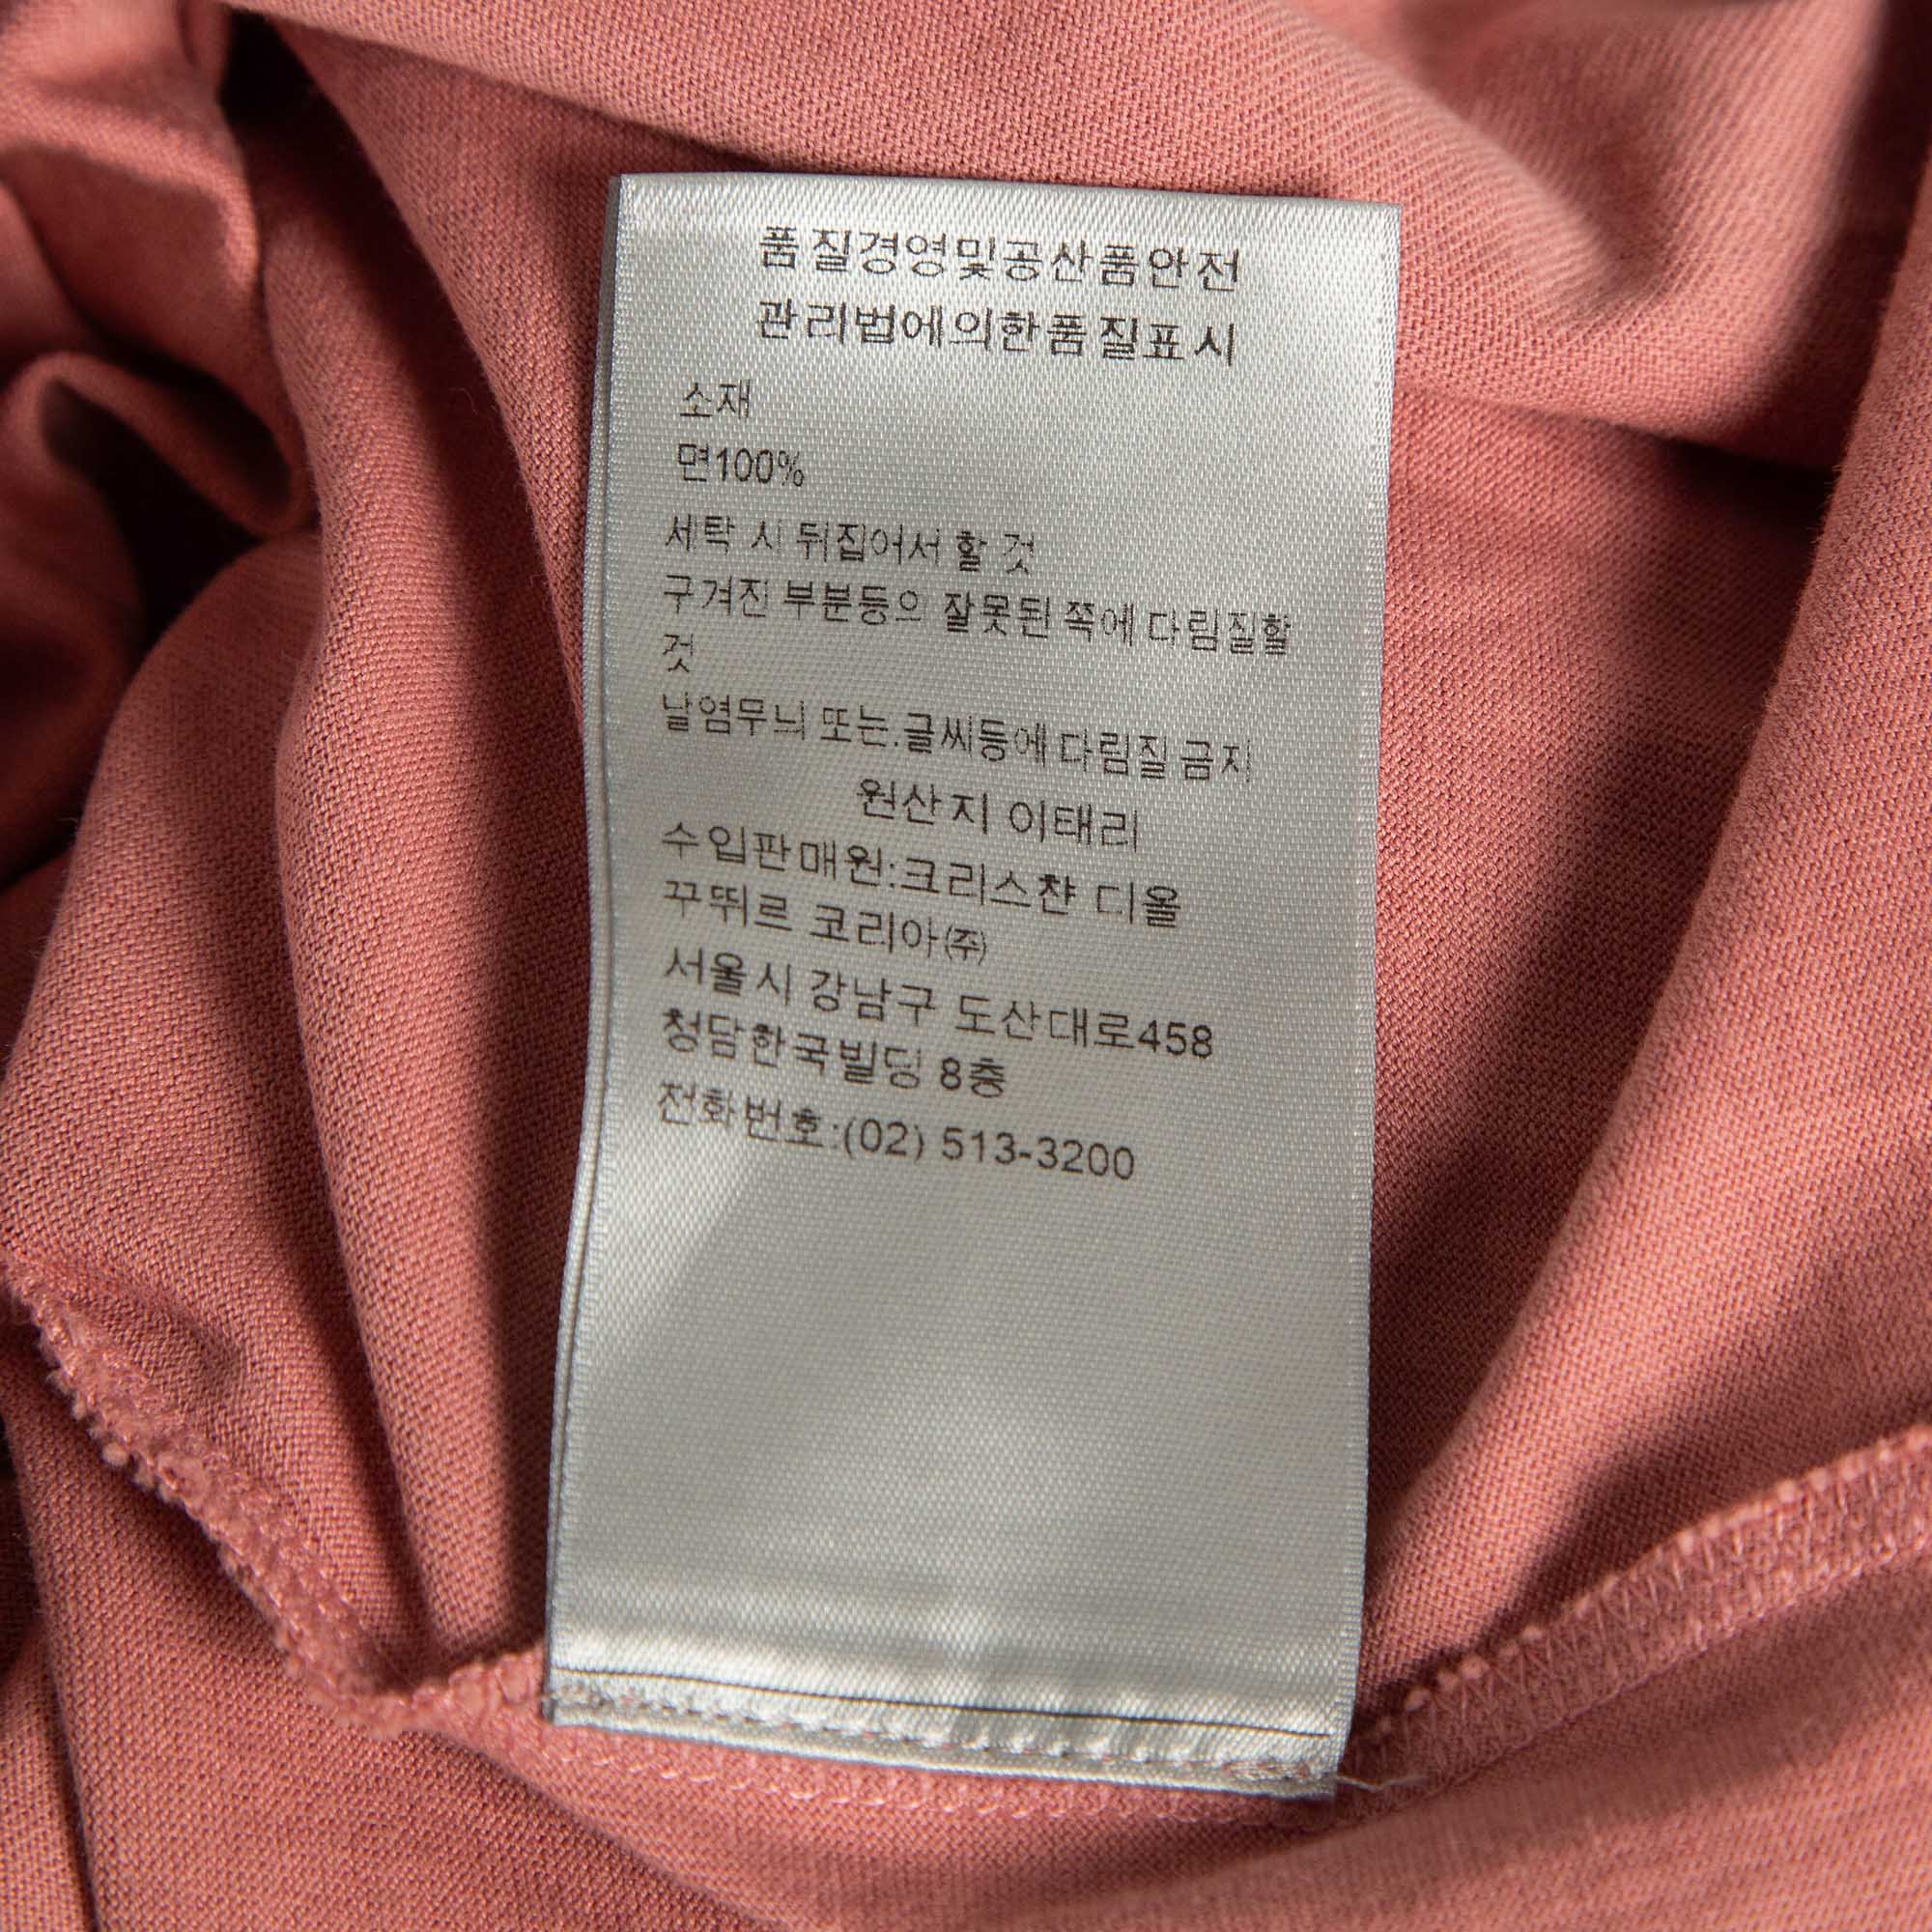 품질경영및공산품안전
관리법에의한품질표시
소재
면100%
세탁 시 뒤집어서 할 것
구겨진 부분등으 잘못된 쪽에 다림질할
것
날염무늬 또는.글씨등에 다림질 금지
원산지 이태리
수입판매원:크리스챤 디올
꾸뛰르 코리아㈜
서울시 강남구 도산대로458
청담한국빌딩 8층
전화번호:(02) 513-3200